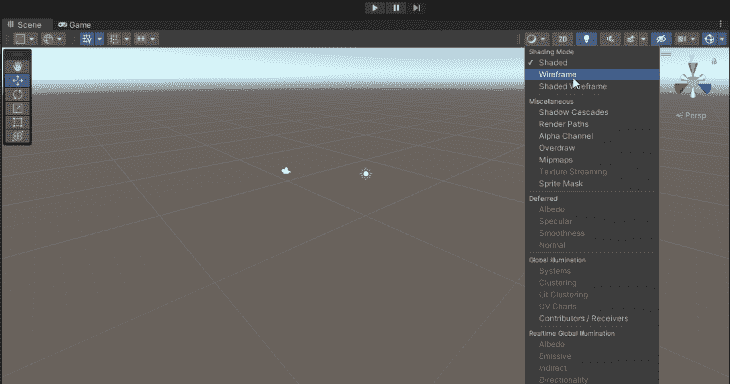 Scene Game
2D
Shading Mode
✓ Shaded
Wireframe
Shaded Wireframe
Miscellaneous
Shadow Cascades
Render Paths
Alpha Channel
Overdraw
Mipmaps
Texture Streaming
Sprite Mask
Deferred
Albedo
Specular
Smoothness
Normal
Global Illumination
Systems
Clustering
Lit Clustering
UV Charts
Contributors / Receivers
Realtime Global Illumination
Albedo
Emissive
Indirect
Directionality
Persp